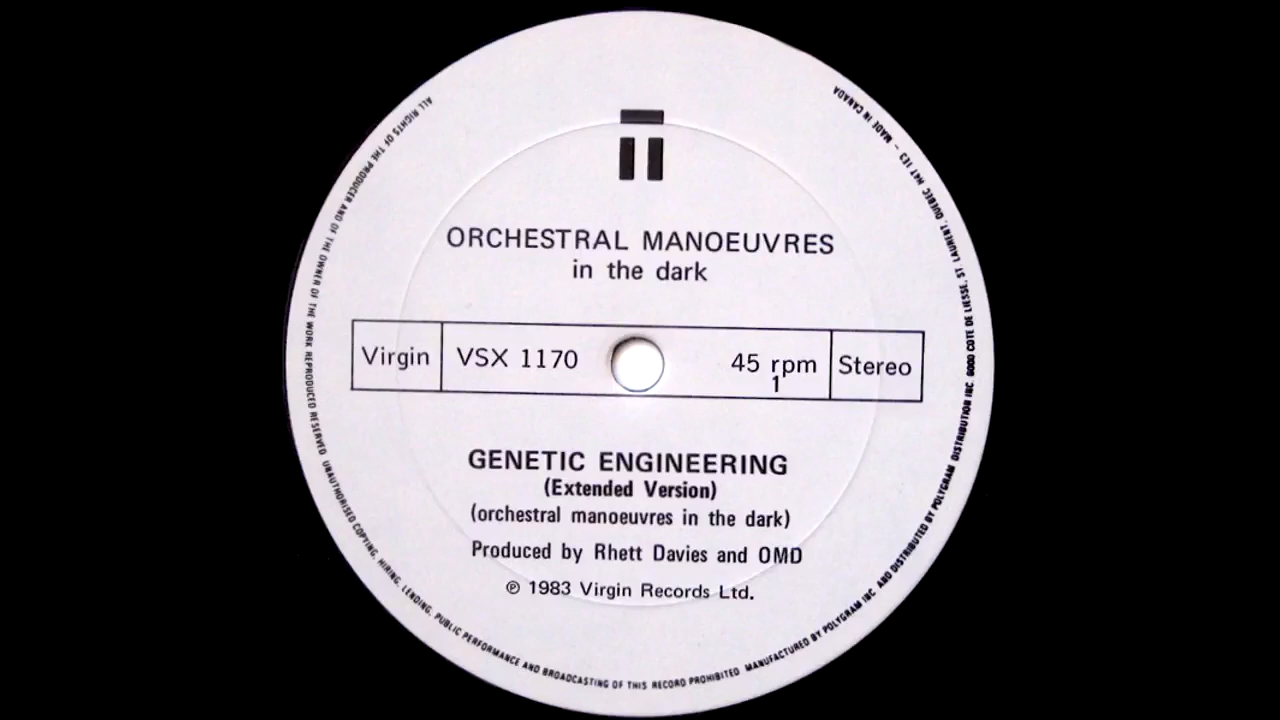 ORCHESTRAL MANOEUVRES
in the dark
Virgin VSX 1170 45 rpm Stereo
1
GENETIC ENGINEERING
(Extended Version)
(orchestral manoeuvres in the dark)
Produced by Rhett Davies and OMD
℗ 1983 Virgin Records Ltd.
ALL RIGHTS OF THE PRODUCER AND OF THE OWNER OF THE WORK REPRODUCED RESERVED UNAUTHORISED COPYING, HIRING, LENDING, PUBLIC PERFORMANCE AND BROADCASTING OF THIS RECORD PROHIBITED MANUFACTURED BY POLYGRAM INC. AND DISTRIBUTED BY POLYGRAM DISTRIBUTION INC. 6000 COTE DE LIESSE, ST. LAURENT, QUEBEC H4T 1E3 - MADE IN CANADA